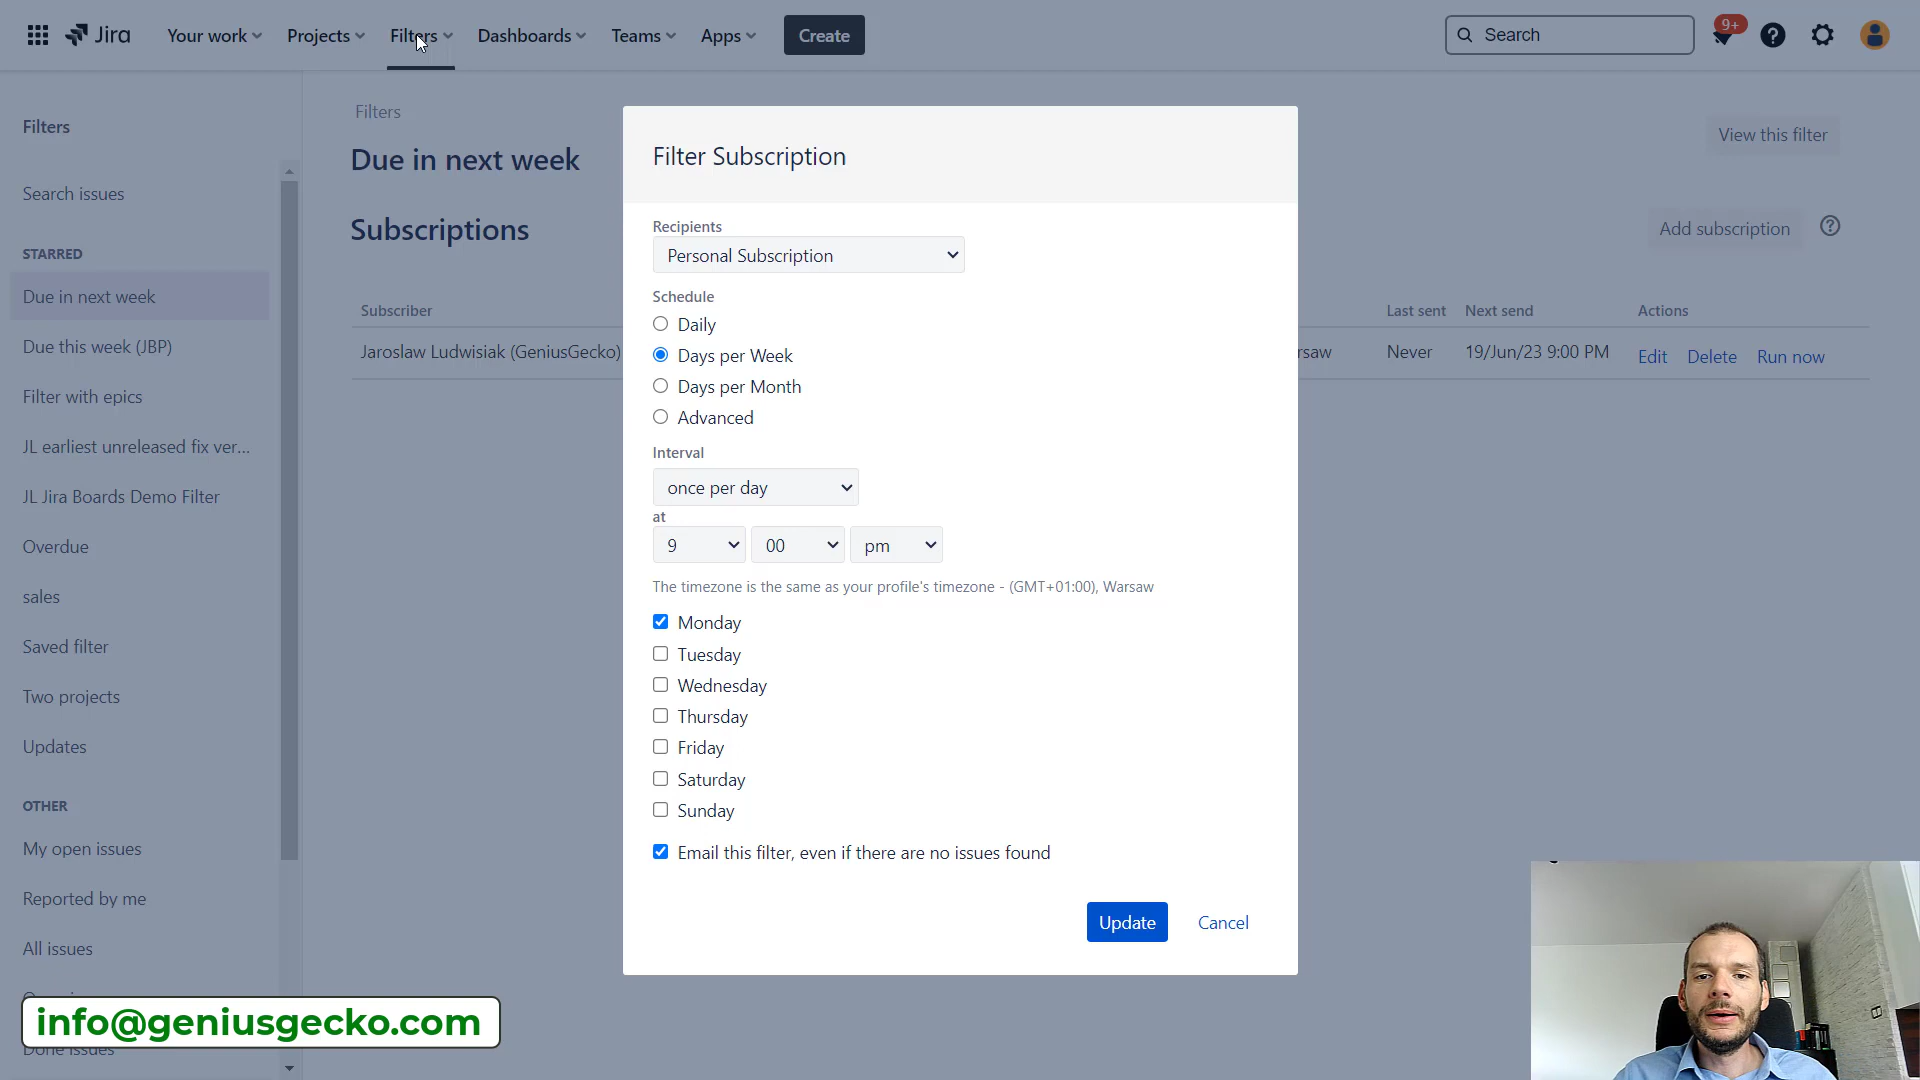 Jira
Your work
Projects
Filters
Dashboards
Teams
Apps
Create
Search
9+
Filters
Search issues
STARRED
Due in next week
Due this week (JBP)
Filter with epics
JL earliest unreleased fix ver...
JL Jira Boards Demo Filter
Overdue
sales
Saved filter
Two projects
Updates
OTHER
My open issues
Reported by me
All issues
Done issues
Filters
Due in next week
View this filter
Subscriptions
Add subscription
Subscriber
Last sent
Next send
Actions
Jaroslaw Ludwisiak (GeniusGecko)
rsaw
Never
19/Jun/23 9:00 PM
Edit
Delete
Run now
Filter Subscription
Recipients
Personal Subscription
Schedule
Daily
Days per Week
Days per Month
Advanced
Interval
once per day
at
9
00
pm
The timezone is the same as your profile's timezone - (GMT+01:00), Warsaw
Monday
Tuesday
Wednesday
Thursday
Friday
Saturday
Sunday
Email this filter, even if there are no issues found
Update
Cancel
info@geniusgecko.com